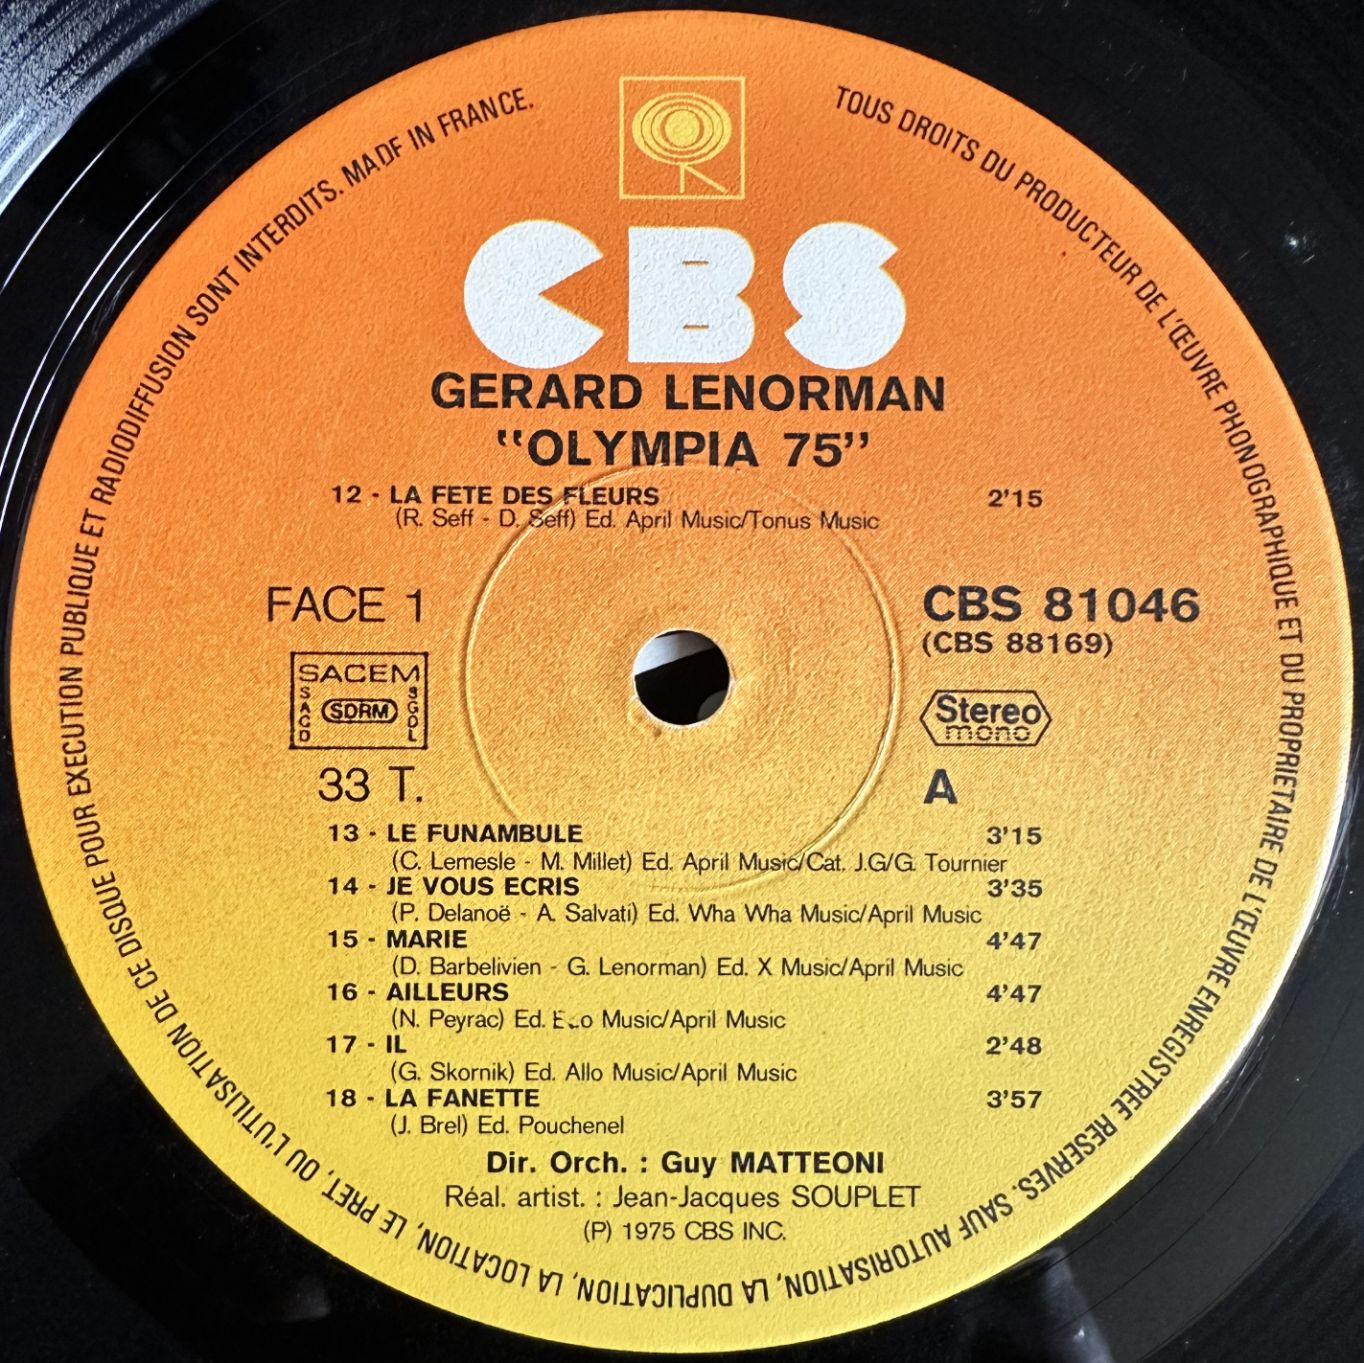 TOUS DROITS DU PRODUCTEUR DE L'ŒUVRE PHONOGRAPHIQUE ET DU PROPRIETAIRE DE L'ŒUVRE ENREGISTREE RESERVES. SAUF AUTORISATION, LA DUPLICATION, LA LOCATION, LE PRET, OU L'UTILISATION DE CE DISQUE POUR EXECUTION PUBLIQUE ET RADIODIFFUSION SONT INTERDITS. MADE IN FRANCE.
CBS
GERARD LENORMAN
"OLYMPIA 75"
12 - LA FETE DES FLEURS 2'15
(R. Seff - D. Seff) Ed. April Music/Tonus Music
FACE 1
CBS 81046
(CBS 88169)
SACEM
SACD SDRM SGDL
Stereo
mono
33 T.
A
13 - LE FUNAMBULE 3'15
(C. Lemesle - M. Millet) Ed. April Music/Cat. J.G/G. Tournier
14 - JE VOUS ECRIS 3'35
(P. Delanoë - A. Salvati) Ed. Wha Wha Music/April Music
15 - MARIE 4'47
(D. Barbelivien - G. Lenorman) Ed. X Music/April Music
16 - AILLEURS 4'47
(N. Peyrac) Ed. Music/April Music
17 - IL 2'48
(G. Skornik) Ed. Allo Music/April Music
18 - LA FANETTE 3'57
(J. Brel) Ed. Pouchenel
Dir. Orch. : Guy MATTEONI
Réal. artist. : Jean-Jacques SOUPLET
(P) 1975 CBS INC.